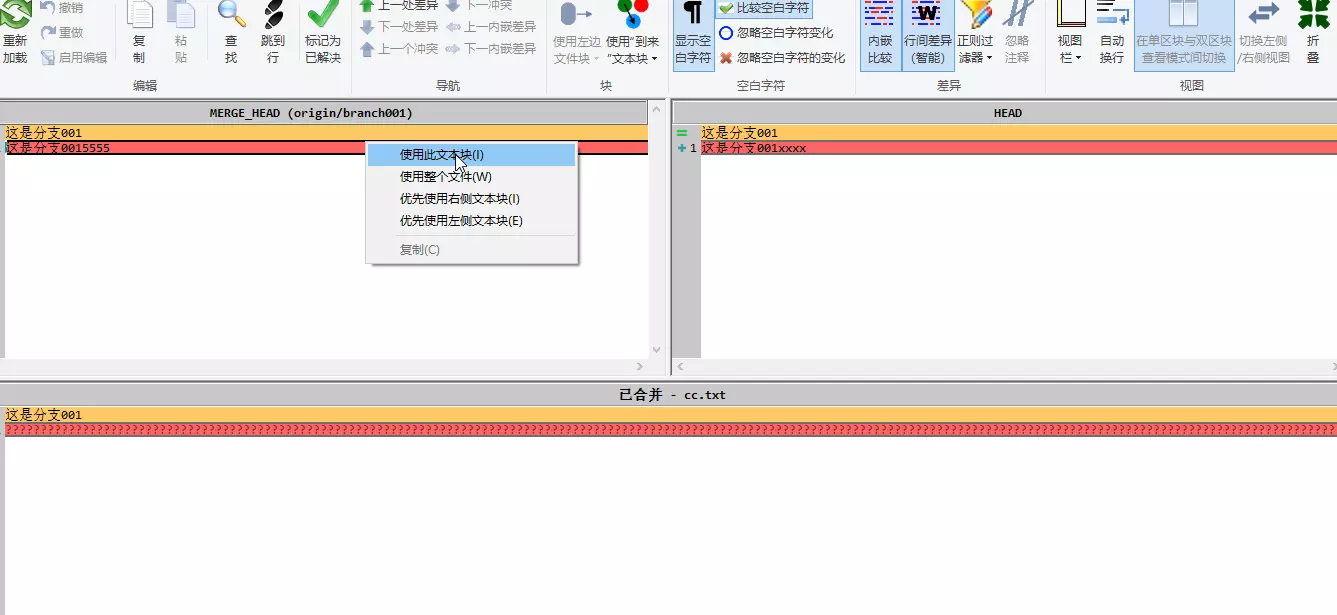 撤销
重做
启用编辑
重新
加载
复
制
粘
贴
查
找
跳到
行
标记为
已解决
编辑
上一处差异
下一处差异
上一个冲突
下一冲突
上一内嵌差异
下一内嵌差异
导航
使用左边
文件块
使用"到来
"文本块
块
显示空
白字符
比较空白字符
忽略空白字符变化
忽略空白字符的变化
空白字符
内嵌
比较
行间差异
(智能)
正则过
滤器
忽略
注释
差异
视图
栏
自动
换行
在单区块与双区块
查看模式间切换
切换左侧
/右侧视图
折
叠
视图
MERGE_HEAD (origin/branch001)
这是分支001
这是分支0015555
使用此文本块(I)
使用整个文件(W)
优先使用右侧文本块(I)
优先使用左侧文本块(E)
复制(C)
HEAD
这是分支001
1 这是分支001xxxx
已合并 - cc.txt
这是分支001